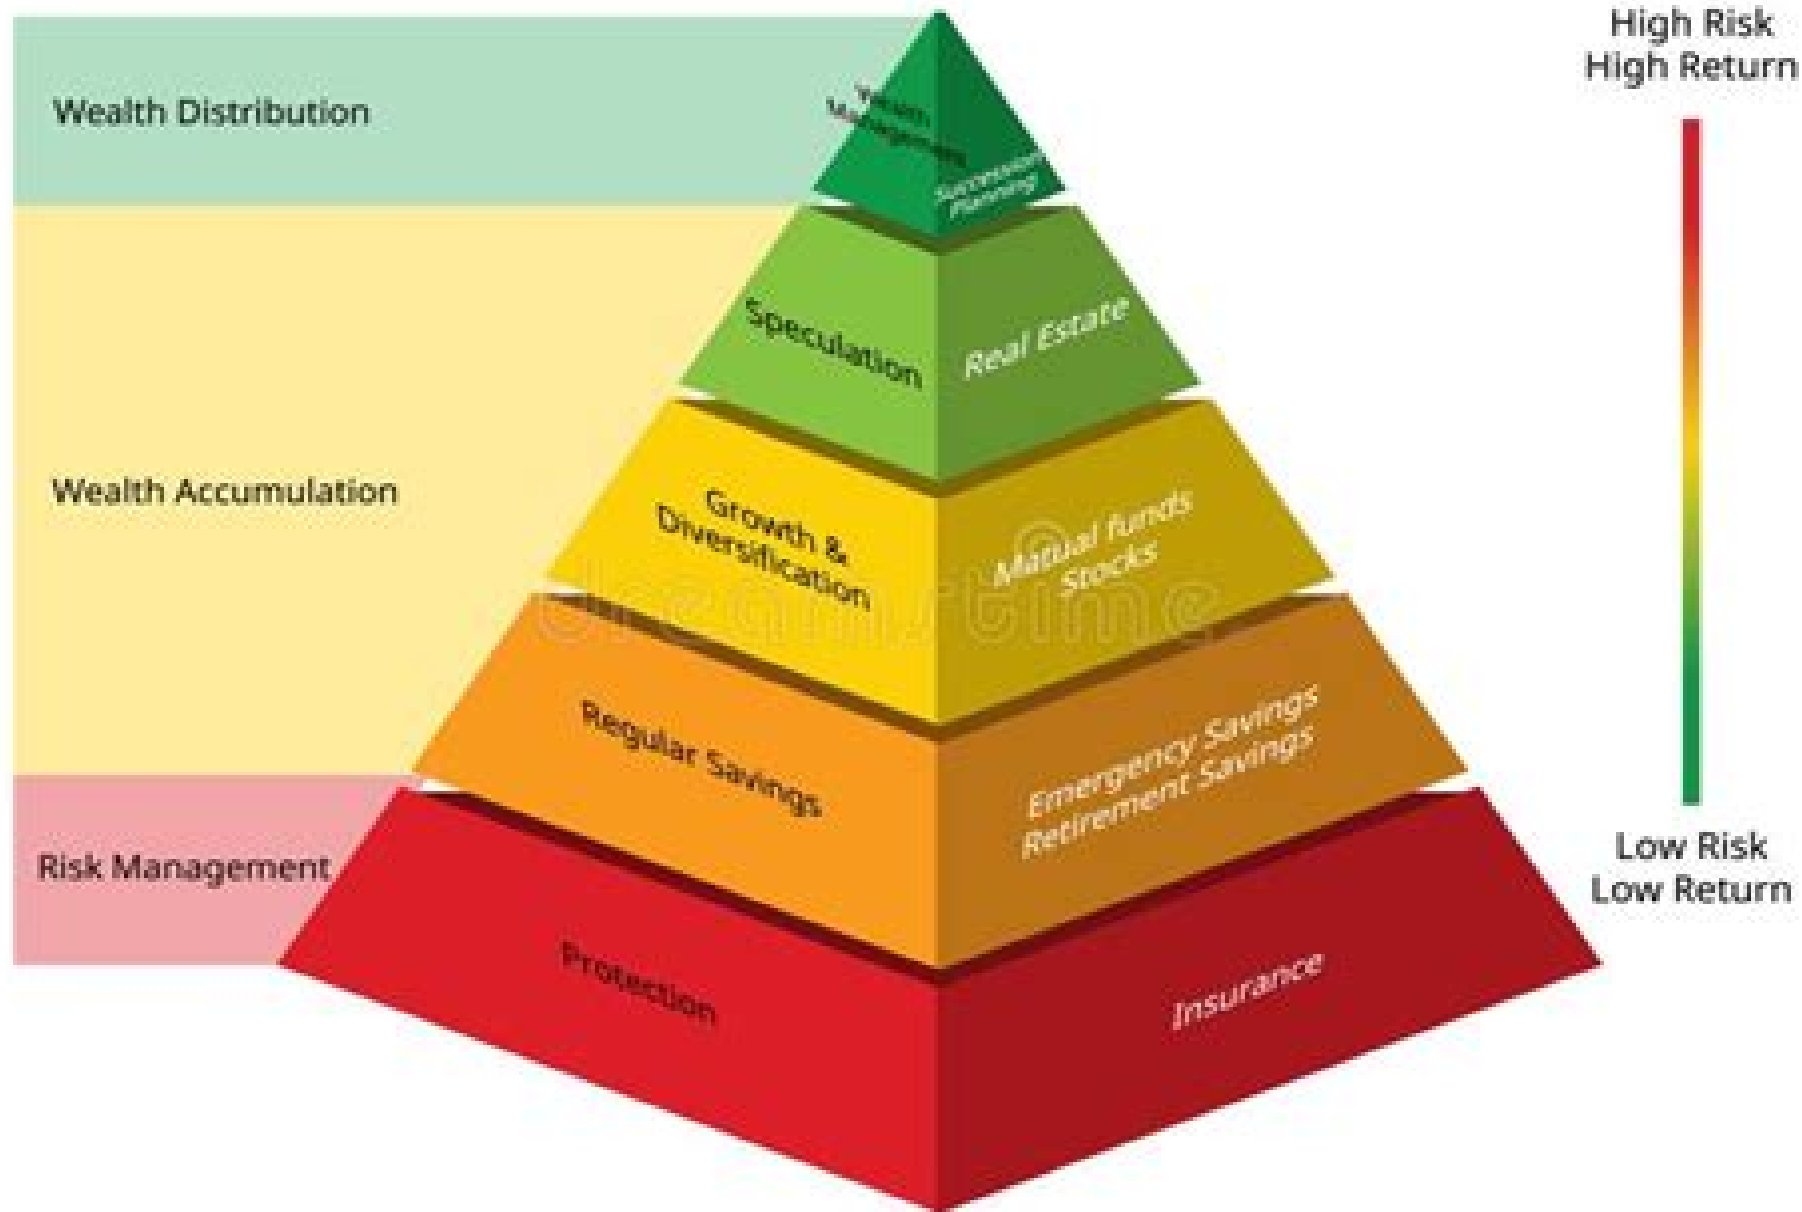 High Risk
High Return
Wealth Distribution
Wealth
Management
Succession
Planning
Speculation
Real Estate
Wealth Accumulation
Growth &
Diversification
Mutual funds
Stocks
dreamstime
Regular Savings
Emergency Savings
Retirement Savings
Risk Management
Low Risk
Low Return
Protection
Insurance